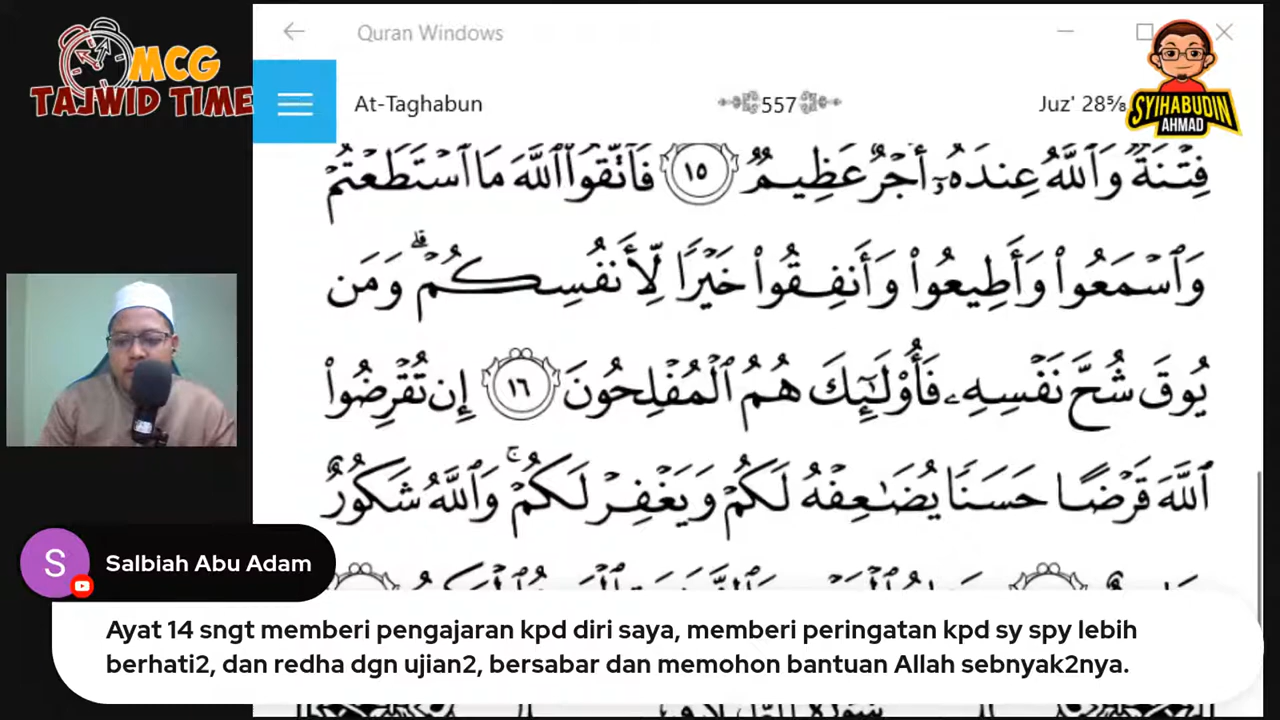 MCG
TAJWID TIME
Quran Windows
SYIHABUDIN
AHMAD
At-Taghabun
557
Juz' 28⅝
فِتْنَةٌ ۚ وَٱللَّهُ عِندَهُۥٓ أَجْرٌ عَظِيمٌ ١٥ فَٱتَّقُوا۟ ٱللَّهَ مَا ٱسْتَطَعْتُمْ
وَٱسْمَعُوا۟ وَأَطِيعُوا۟ وَأَنفِقُوا۟ خَيْرًا لِّأَنفُسِكُمْ ۗ وَمَن
يُوقَ شُحَّ نَفْسِهِۦ فَأُو۟لَـٰٓئِكَ هُمُ ٱلْمُفْلِحُونَ ١٦ إِن تُقْرِضُوا۟
ٱللَّهَ قَرْضًا حَسَنًا يُضَـٰعِفْهُ لَكُمْ وَيَغْفِرْ لَكُمْ ۚ وَٱللَّهُ شَكُورٌ
S
Salbiah Abu Adam
Ayat 14 sngt memberi pengajaran kpd diri saya, memberi peringatan kpd sy spy lebih
berhati2, dan redha dgn ujian2, bersabar dan memohon bantuan Allah sebnyak2nya.